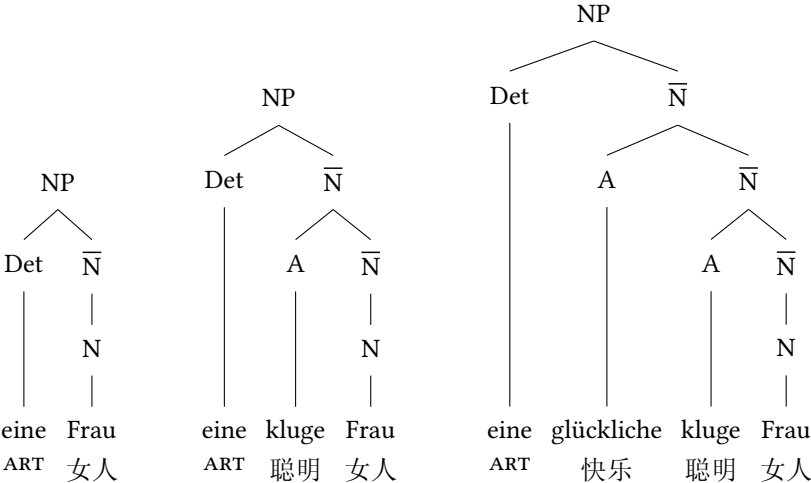 NP
NP
Det
N̅
NP
Det
N̅
A
N̅
Det
N̅
A
N̅
A
N̅
N
N
N
eine Frau
eine kluge Frau
eine glückliche kluge Frau
ART 女人
ART 聪明 女人
ART 快乐 聪明 女人